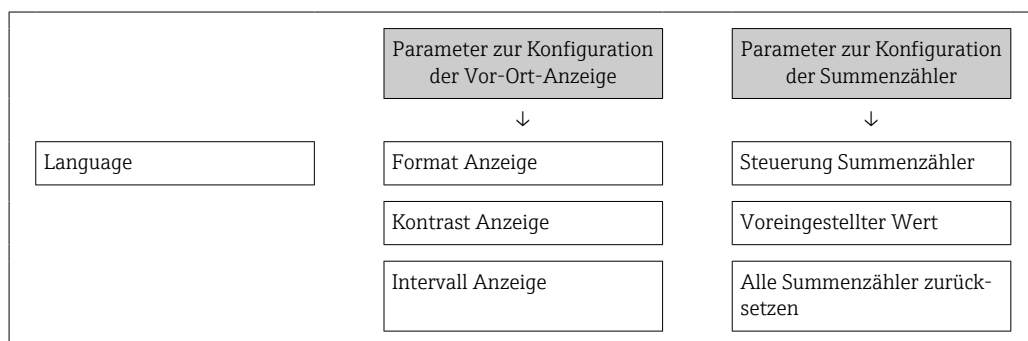 Parameter zur Konfiguration
der Vor-Ort-Anzeige
Parameter zur Konfiguration
der Summenzähler
↓
↓
Language
Format Anzeige
Steuerung Summenzähler
Kontrast Anzeige
Voreingestellter Wert
Intervall Anzeige
Alle Summenzähler zurück-
setzen